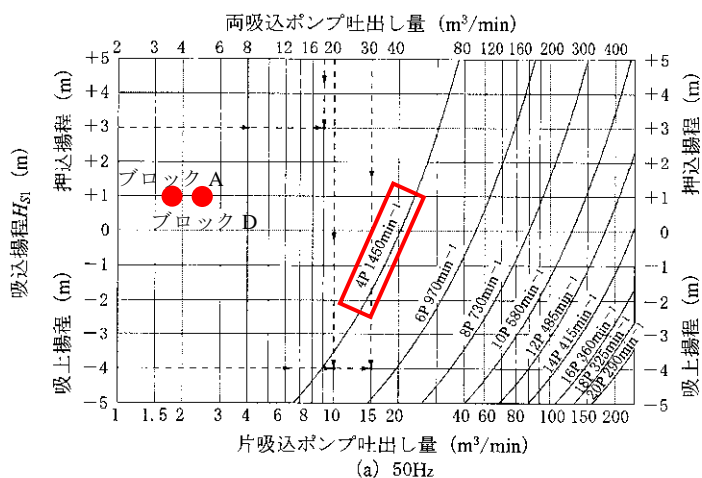 両吸込ポンプ吐出し量 (m³/min)
2 3 4 6 8 12 16 20 30 40 80 120 160 200 300 400
+5 +5
+4 +4
+3 +3
+2 +2
+1 +1
0 0
−1 −1
−2 −2
−3 −3
−4 −4
−5 −5
押込揚程 (m)
吸上揚程 (m)
吸込揚程HS1 (m)
押込揚程 (m)
吸上揚程 (m)
ブロック A
ブロック D
4P 1450min⁻¹
6P 970min⁻¹
8P 730min⁻¹
10P 580min⁻¹
12P 485min⁻¹
14P 415min⁻¹
16P 360min⁻¹
18P 325min⁻¹
20P 290min⁻¹
1 1.5 2 3 4 5 6 8 10 15 20 40 60 80 100 150 200
片吸込ポンプ吐出し量 (m³/min)
(a) 50Hz